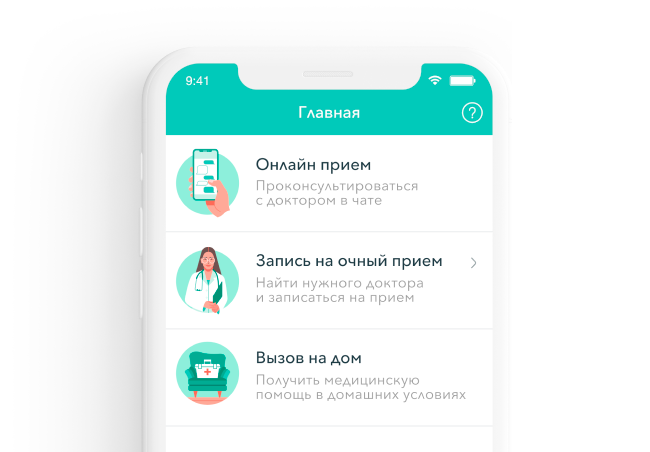 9:41
Главная
?
Онлайн прием
Проконсультироваться
с доктором в чате
Запись на очный прием
Найти нужного доктора
и записаться на прием
Вызов на дом
Получить медицинскую
помощь в домашних условиях